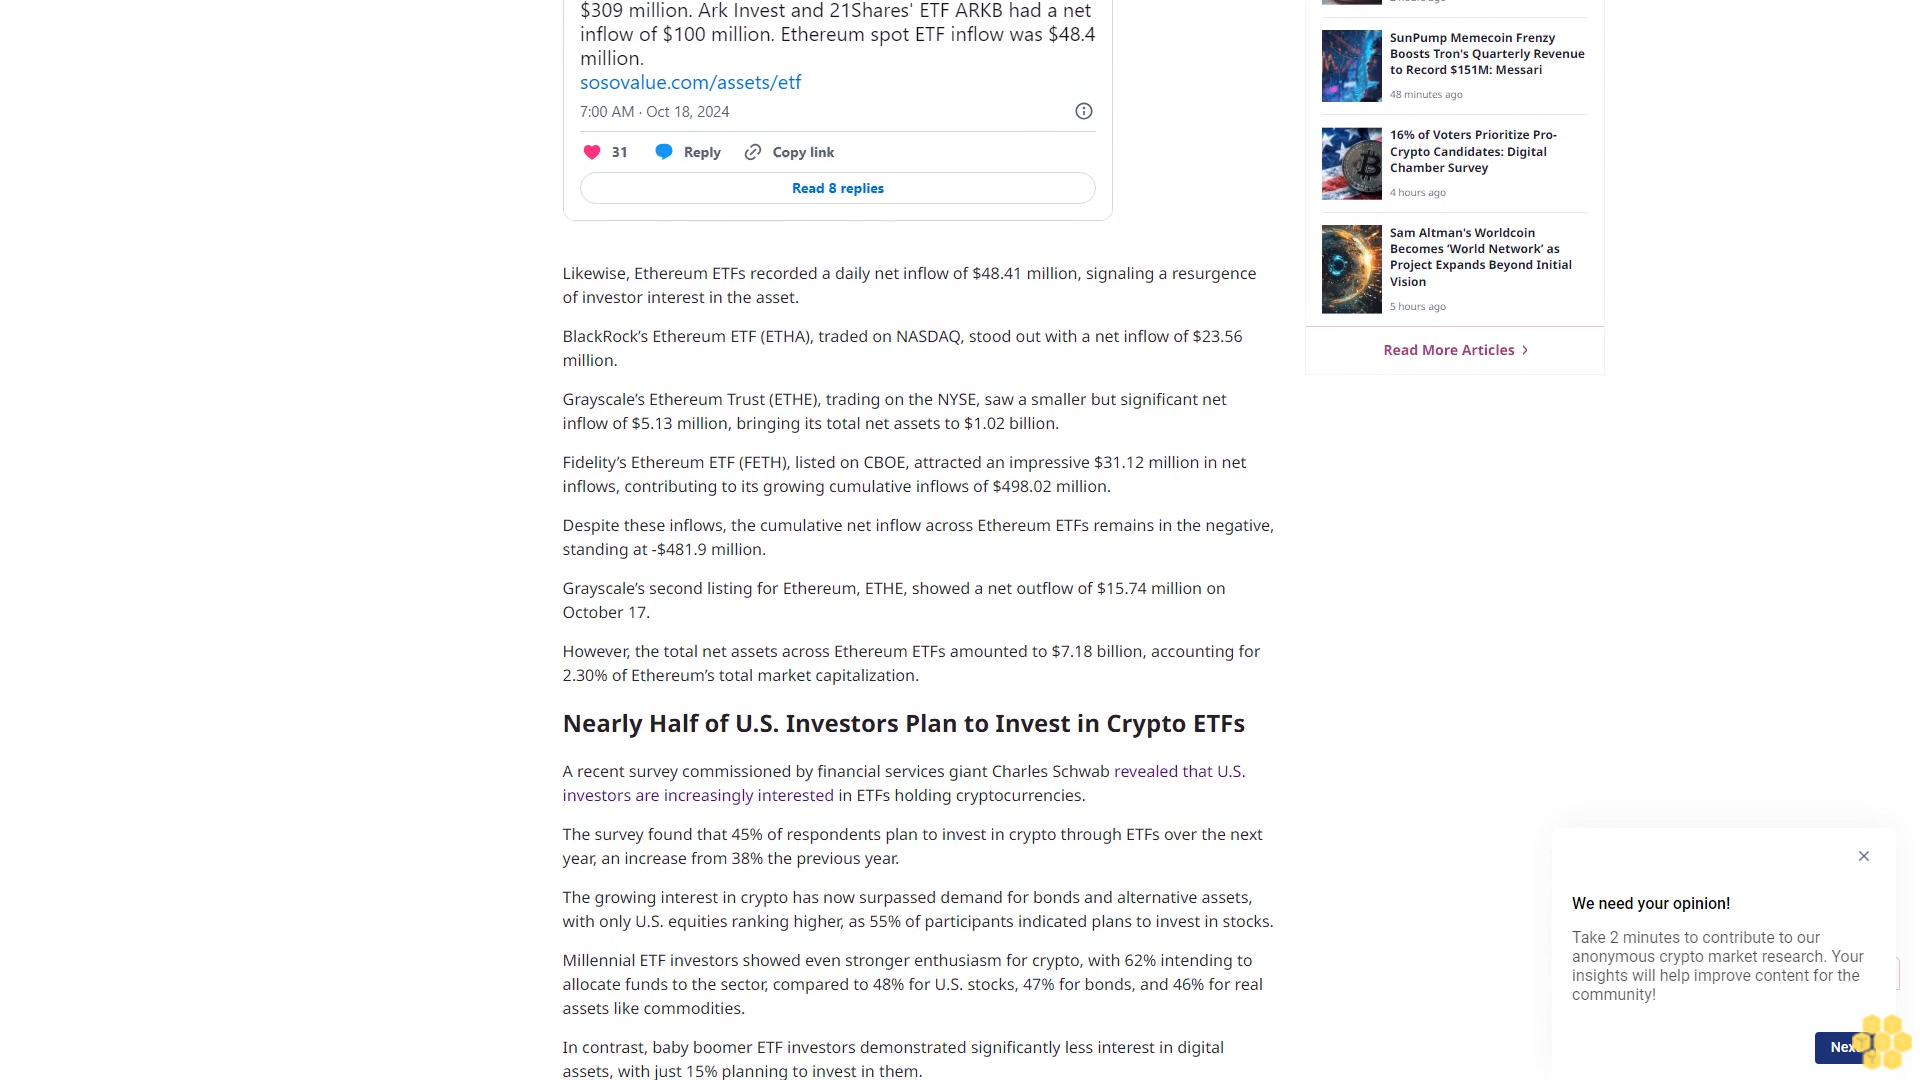 $309 million. Ark Invest and 21Shares' ETF ARKB had a net
inflow of $100 million. Ethereum spot ETF inflow was $48.4
million.
sosovalue.com/assets/etf
7:00 AM · Oct 18, 2024
31 Reply Copy link
Read 8 replies
Likewise, Ethereum ETFs recorded a daily net inflow of $48.41 million, signaling a resurgence
of investor interest in the asset.
BlackRock’s Ethereum ETF (ETHA), traded on NASDAQ, stood out with a net inflow of $23.56
million.
Grayscale’s Ethereum Trust (ETHE), trading on the NYSE, saw a smaller but significant net
inflow of $5.13 million, bringing its total net assets to $1.02 billion.
Fidelity’s Ethereum ETF (FETH), listed on CBOE, attracted an impressive $31.12 million in net
inflows, contributing to its growing cumulative inflows of $498.02 million.
Despite these inflows, the cumulative net inflow across Ethereum ETFs remains in the negative,
standing at -$481.9 million.
Grayscale’s second listing for Ethereum, ETHE, showed a net outflow of $15.74 million on
October 17.
However, the total net assets across Ethereum ETFs amounted to $7.18 billion, accounting for
2.30% of Ethereum’s total market capitalization.
Nearly Half of U.S. Investors Plan to Invest in Crypto ETFs
A recent survey commissioned by financial services giant Charles Schwab revealed that U.S.
investors are increasingly interested in ETFs holding cryptocurrencies.
The survey found that 45% of respondents plan to invest in crypto through ETFs over the next
year, an increase from 38% the previous year.
The growing interest in crypto has now surpassed demand for bonds and alternative assets,
with only U.S. equities ranking higher, as 55% of participants indicated plans to invest in stocks.
Millennial ETF investors showed even stronger enthusiasm for crypto, with 62% intending to
allocate funds to the sector, compared to 48% for U.S. stocks, 47% for bonds, and 46% for real
assets like commodities.
In contrast, baby boomer ETF investors demonstrated significantly less interest in digital
assets, with just 15% planning to invest in them.
SunPump Memecoin Frenzy
Boosts Tron's Quarterly Revenue
to Record $151M: Messari
48 minutes ago
16% of Voters Prioritize Pro-
Crypto Candidates: Digital
Chamber Survey
4 hours ago
Sam Altman's Worldcoin
Becomes ‘World Network’ as
Project Expands Beyond Initial
Vision
5 hours ago
Read More Articles
We need your opinion!
Take 2 minutes to contribute to our
anonymous crypto market research. Your
insights will help improve content for the
community!